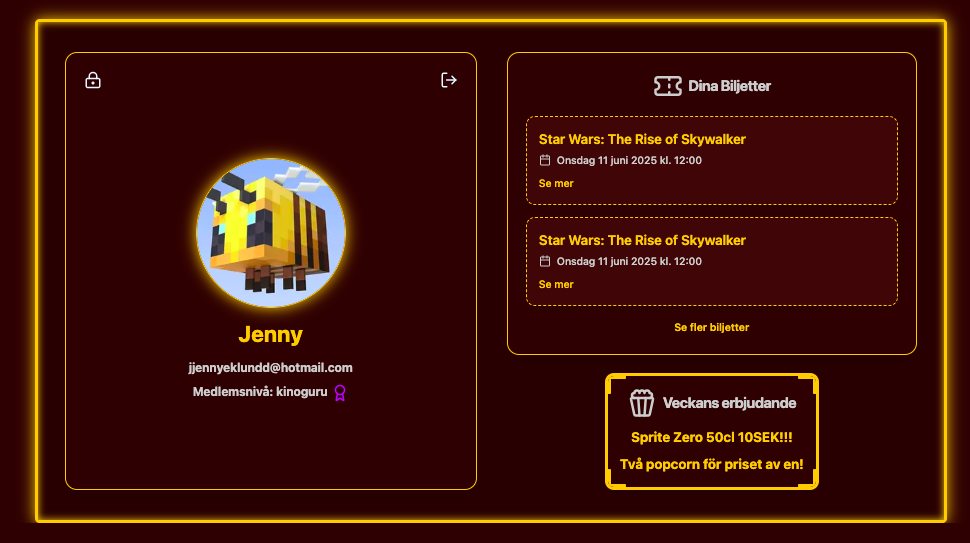 Jenny
jjennyeklundd@hotmail.com
Medlemsnivå: kinoguru
Dina Biljetter
Star Wars: The Rise of Skywalker
Onsdag 11 juni 2025 kl. 12:00
Se mer
Star Wars: The Rise of Skywalker
Onsdag 11 juni 2025 kl. 12:00
Se mer
Se fler biljetter
Veckans erbjudande
Sprite Zero 50cl 10SEK!!!
Två popcorn för priset av en!